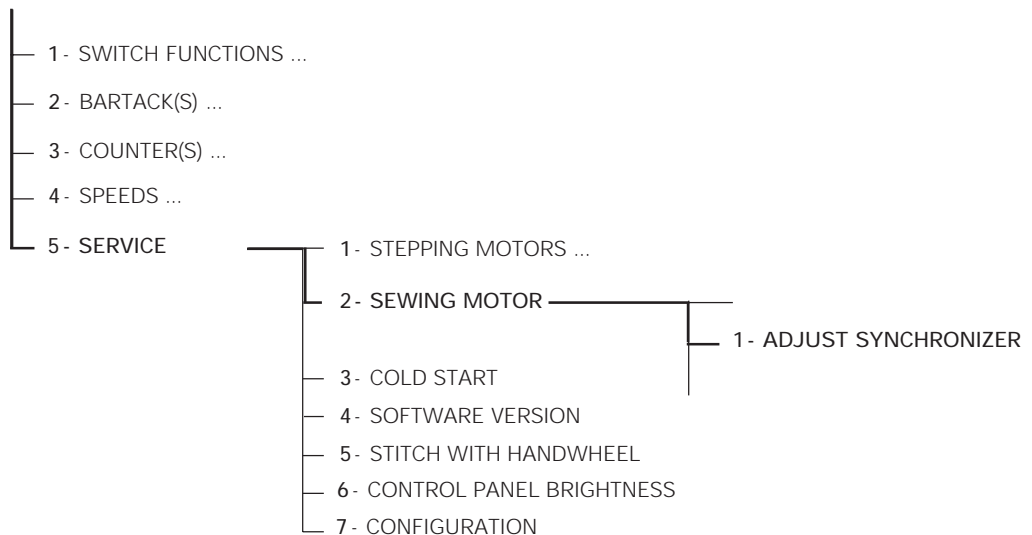 1- SWITCH FUNCTIONS ...
2- BARTACK(S) ...
3- COUNTER(S) ...
4- SPEEDS ...
5- SERVICE
1- STEPPING MOTORS ...
2- SEWING MOTOR
1- ADJUST SYNCHRONIZER
3- COLD START
4- SOFTWARE VERSION
5- STITCH WITH HANDWHEEL
6- CONTROL PANEL BRIGHTNESS
7- CONFIGURATION